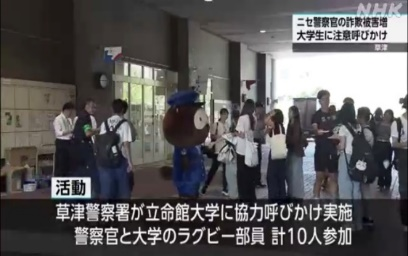 NHK
ニセ警察官の詐欺被害増
大学生に注意呼びかけ
草津
活動
草津警察署が立命館大学に協力呼びかけ実施
警察官と大学のラグビー部員 計10人参加